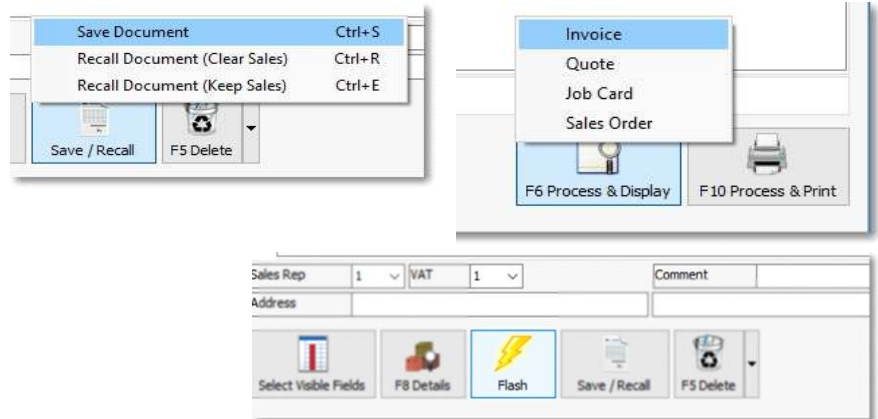 Save Document Ctrl+S
Recall Document (Clear Sales) Ctrl+R
Recall Document (Keep Sales) Ctrl+E
Save / Recall F5 Delete
Invoice
Quote
Job Card
Sales Order
F6 Process & Display F10 Process & Print
Sales Rep 1 VAT 1 Comment
Address
Select Visible Fields F8 Details Flash Save / Recall F5 Delete